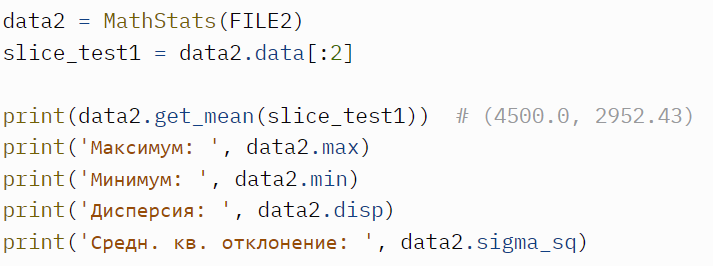 data2 = MathStats(FILE2)
slice_test1 = data2.data[:2]
print(data2.get_mean(slice_test1))  # (4500.0, 2952.43)
print('Максимум: ', data2.max)
print('Минимум: ', data2.min)
print('Дисперсия: ', data2.disp)
print('Средн. кв. отклонение: ', data2.sigma_sq)